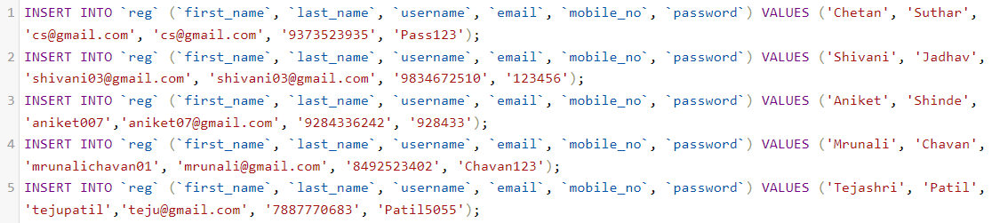 1 INSERT INTO `reg` (`first_name`, `last_name`, `username`, `email`, `mobile_no`, `password`) VALUES ('Chetan', 'Suthar',
'cs@gmail.com', 'cs@gmail.com', '9373523935', 'Pass123');
2 INSERT INTO `reg` (`first_name`, `last_name`, `username`, `email`, `mobile_no`, `password`) VALUES ('Shivani', 'Jadhav',
'shivani03@gmail.com', 'shivani03@gmail.com', '9834672510', '123456');
3 INSERT INTO `reg` (`first_name`, `last_name`, `username`, `email`, `mobile_no`, `password`) VALUES ('Aniket', 'Shinde',
'aniket007','aniket07@gmail.com', '9284336242', '928433');
4 INSERT INTO `reg` (`first_name`, `last_name`, `username`, `email`, `mobile_no`, `password`) VALUES ('Mrunali', 'Chavan',
'mrunalichavan01', 'mrunali@gmail.com', '8492523402', 'Chavan123');
5 INSERT INTO `reg` (`first_name`, `last_name`, `username`, `email`, `mobile_no`, `password`) VALUES ('Tejashri', 'Patil',
'tejupatil','teju@gmail.com', '7887770683', 'Patil5055');